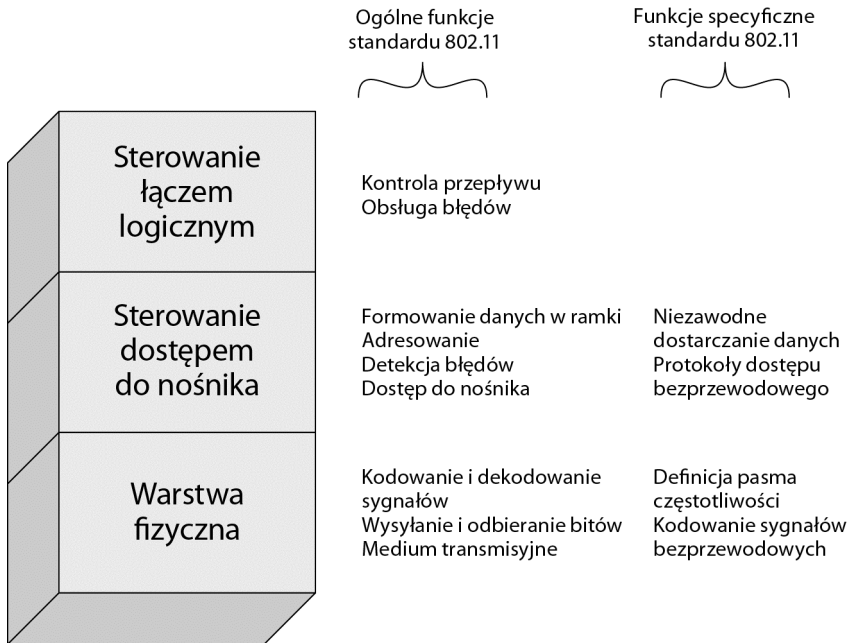 Ogólne funkcje
standardu 802.11
Funkcje specyficzne
standardu 802.11
Sterowanie
łączem
logicznym
Kontrola przepływu
Obsługa błędów
Sterowanie
dostępem
do nośnika
Formowanie danych w ramki
Adresowanie
Detekcja błędów
Dostęp do nośnika
Niezawodne
dostarczanie danych
Protokoły dostępu
bezprzewodowego
Warstwa
fizyczna
Kodowanie i dekodowanie
sygnałów
Wysyłanie i odbieranie bitów
Medium transmisyjne
Definicja pasma
częstotliwości
Kodowanie sygnałów
bezprzewodowych